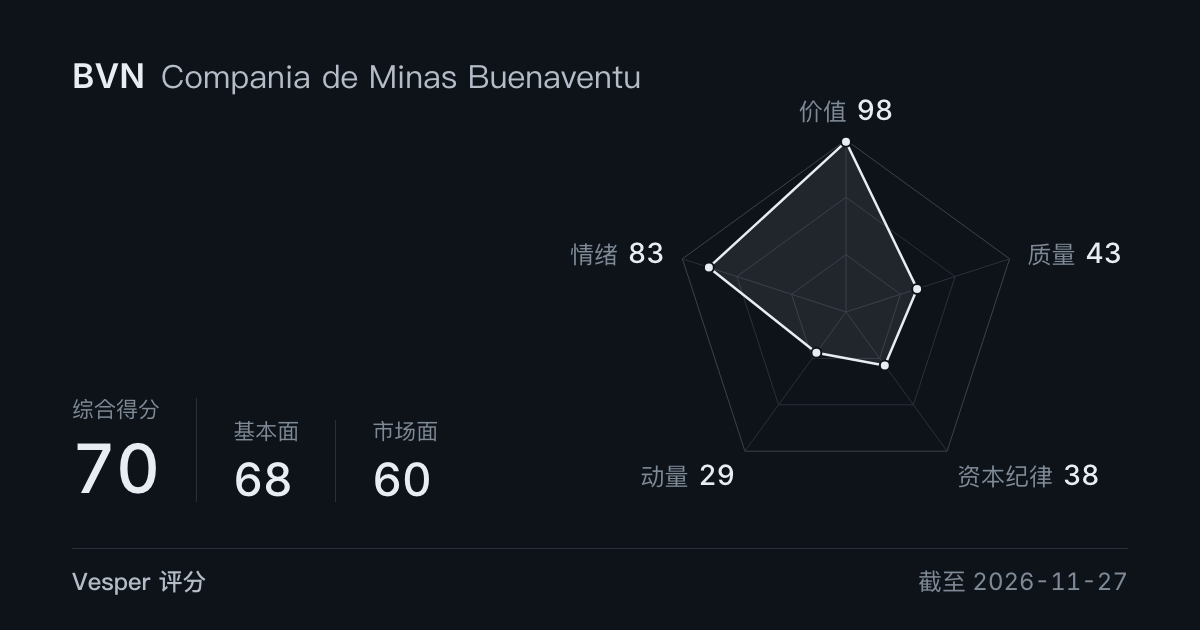 BVN Compania de Minas Buenaventu
价值 98
情绪 83
质量 43
动量 29
资本纪律 38
综合得分
70
基本面
68
市场面
60
Vesper 评分
截至 2026-11-27